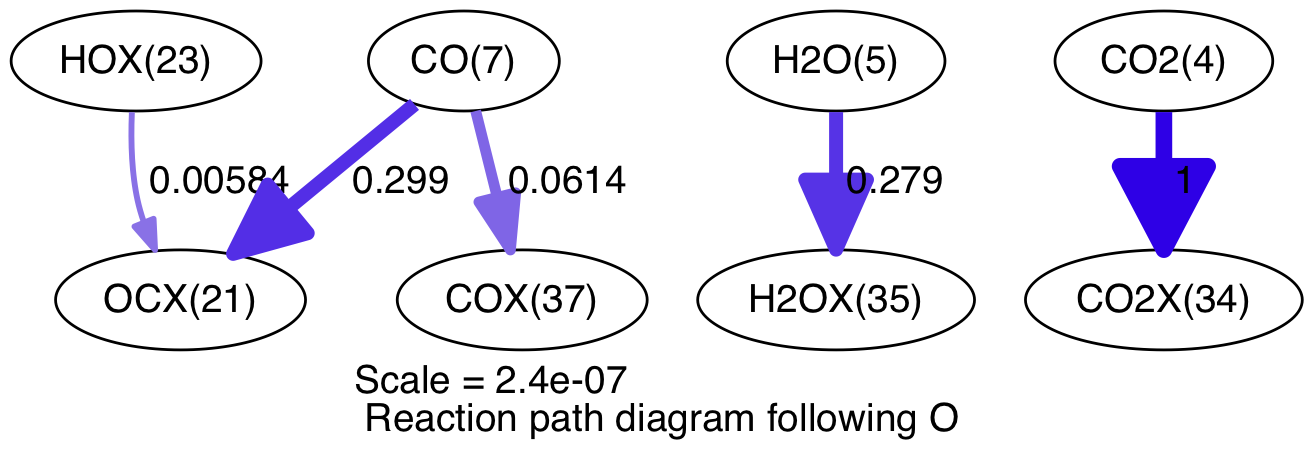 HOX(23) CO(7) H2O(5) CO2(4)
0.00584 0.299 0.0614 0.279 1
OCX(21) COX(37) H2OX(35) CO2X(34)
Scale = 2.4e-07
Reaction path diagram following O